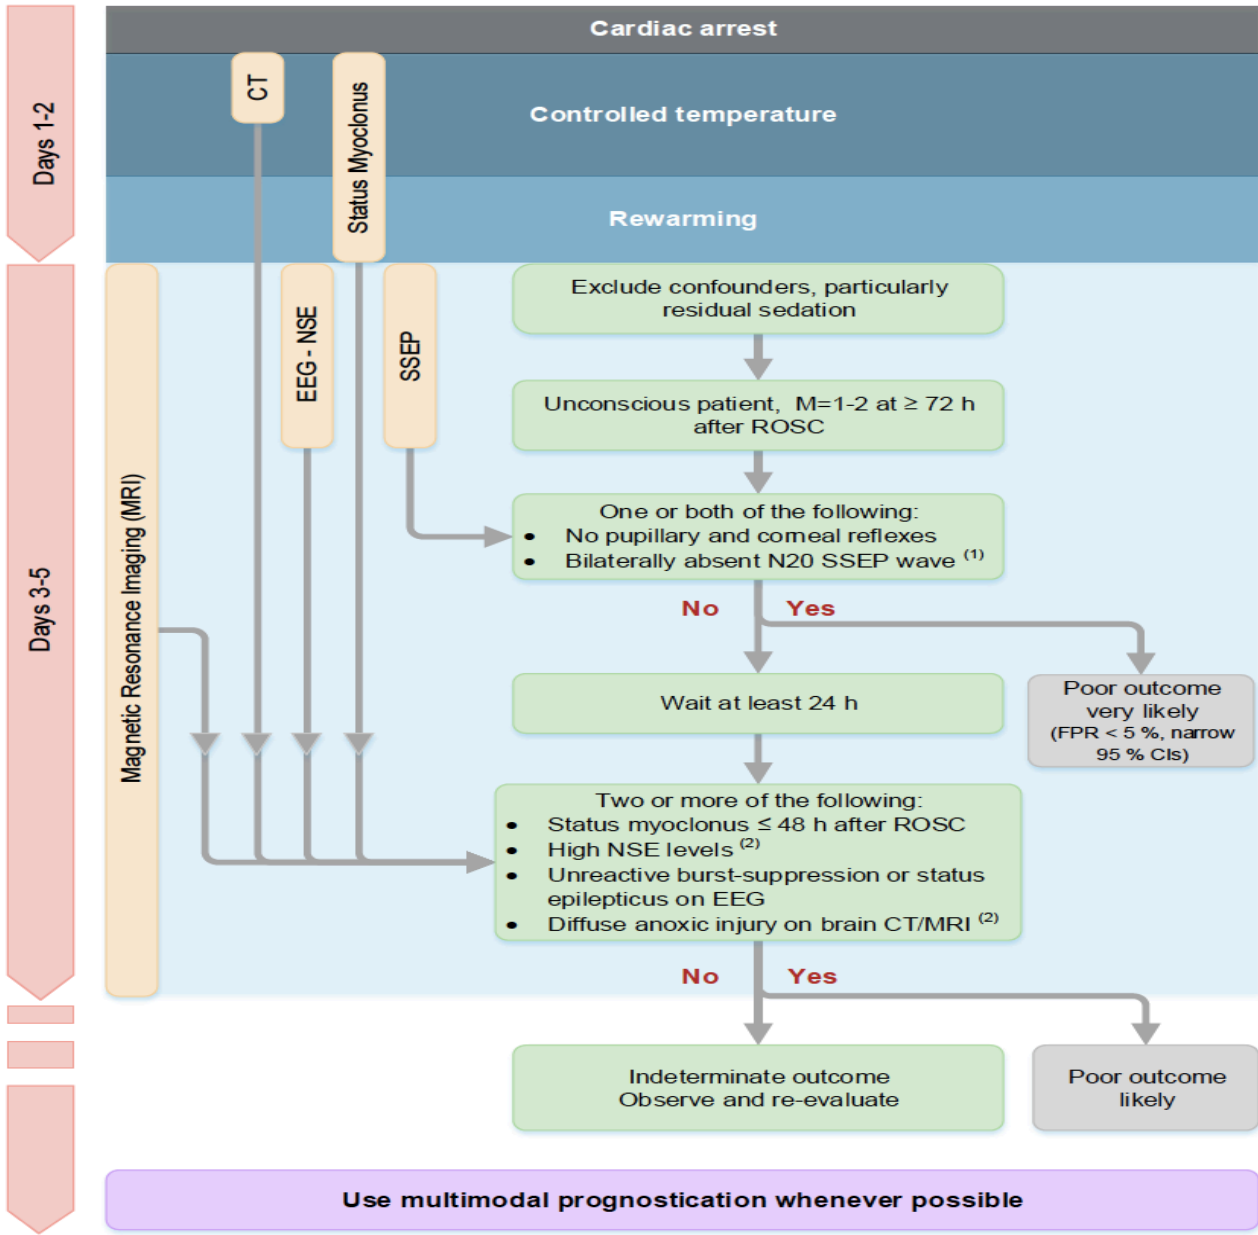 Cardiac arrest
Days 1-2
CT
Status Myoclonus
Controlled temperature
Rewarming
Days 3-5
Magnetic Resonance Imaging (MRI)
EEG - NSE
SSEP
Exclude confounders, particularly
residual sedation
Unconscious patient, M=1-2 at ≥ 72 h
after ROSC
One or both of the following:
• No pupillary and corneal reflexes
• Bilaterally absent N20 SSEP wave (1)
No Yes
Wait at least 24 h
Poor outcome
very likely
(FPR < 5 %, narrow
95 % CIs)
Two or more of the following:
• Status myoclonus ≤ 48 h after ROSC
• High NSE levels (2)
• Unreactive burst-suppression or status
epilepticus on EEG
• Diffuse anoxic injury on brain CT/MRI (2)
No Yes
Indeterminate outcome
Observe and re-evaluate
Poor outcome
likely
Use multimodal prognostication whenever possible